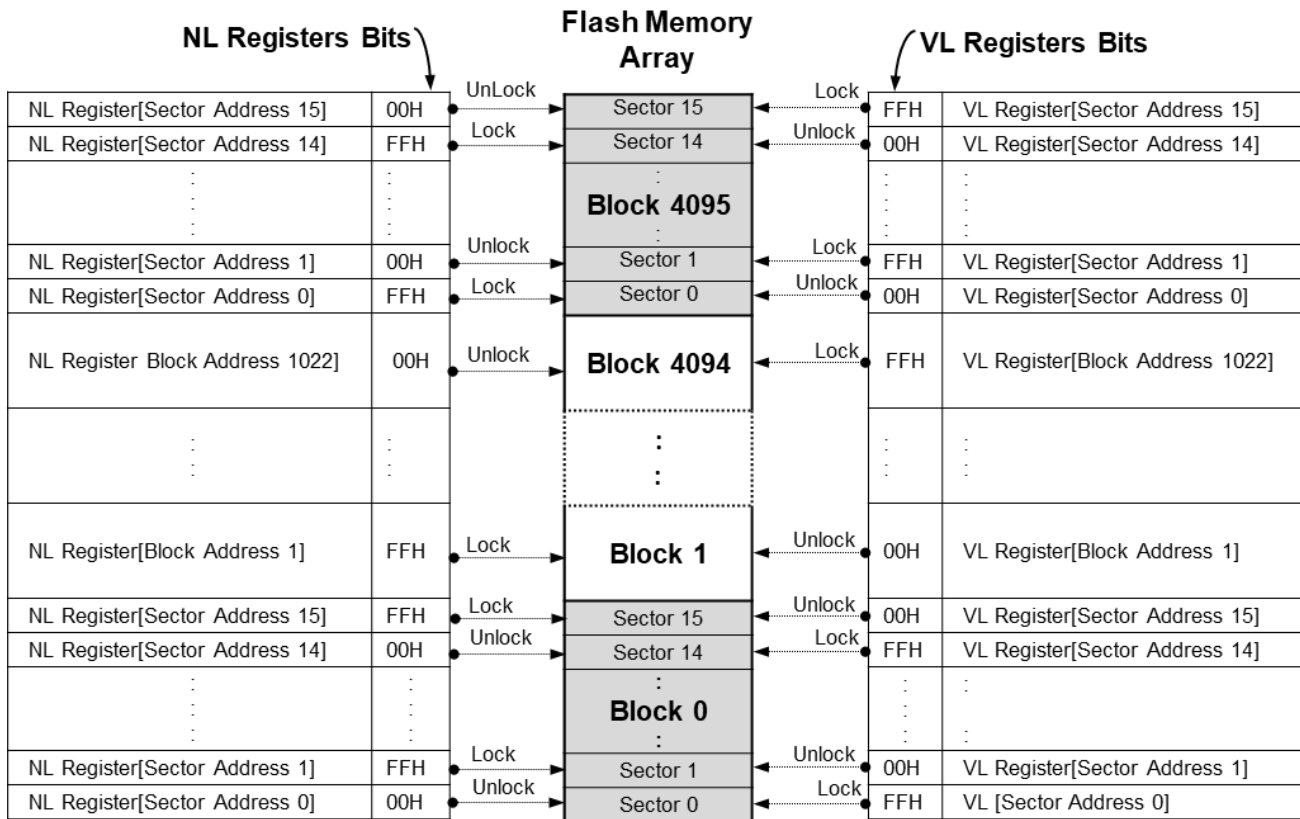 NL Registers Bits
Flash Memory
Array
VL Registers Bits
NL Register[Sector Address 15] 00H UnLock Sector 15 Lock FFH VL Register[Sector Address 15]
NL Register[Sector Address 14] FFH Lock Sector 14 Unlock 00H VL Register[Sector Address 14]
Block 4095
NL Register[Sector Address 1] 00H Unlock Sector 1 Lock FFH VL Register[Sector Address 1]
NL Register[Sector Address 0] FFH Lock Sector 0 Unlock 00H VL Register[Sector Address 0]
NL Register Block Address 1022] 00H Unlock Block 4094 Lock FFH VL Register[Block Address 1022]
NL Register[Block Address 1] FFH Lock Block 1 Unlock 00H VL Register[Block Address 1]
NL Register[Sector Address 15] FFH Lock Sector 15 Unlock 00H VL Register[Sector Address 15]
NL Register[Sector Address 14] 00H Unlock Sector 14 Lock FFH VL Register[Sector Address 14]
Block 0
NL Register[Sector Address 1] FFH Lock Sector 1 Unlock 00H VL Register[Sector Address 1]
NL Register[Sector Address 0] 00H Unlock Sector 0 Lock FFH VL [Sector Address 0]